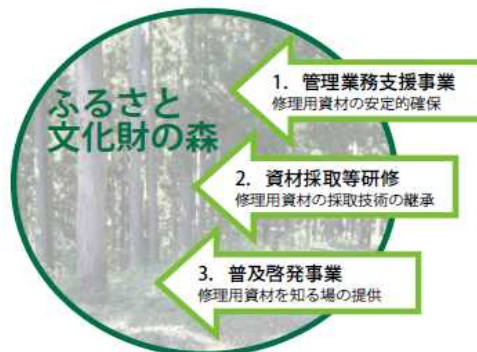 ふるさと
文化財の森
1. 管理業務支援事業
修理用資材の安定的確保
2. 資材採取等研修
修理用資材の採取技術の継承
3. 普及啓発事業
修理用資材を知る場の提供